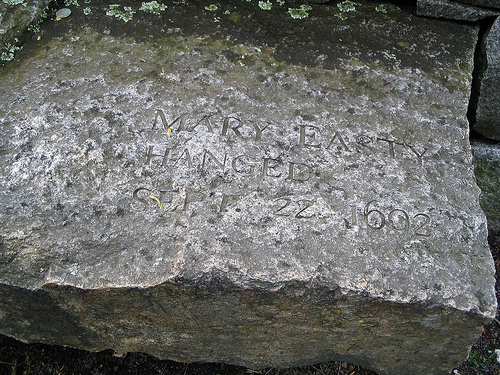 MARY EASTY
HANGED
SEPT. 22, 1692